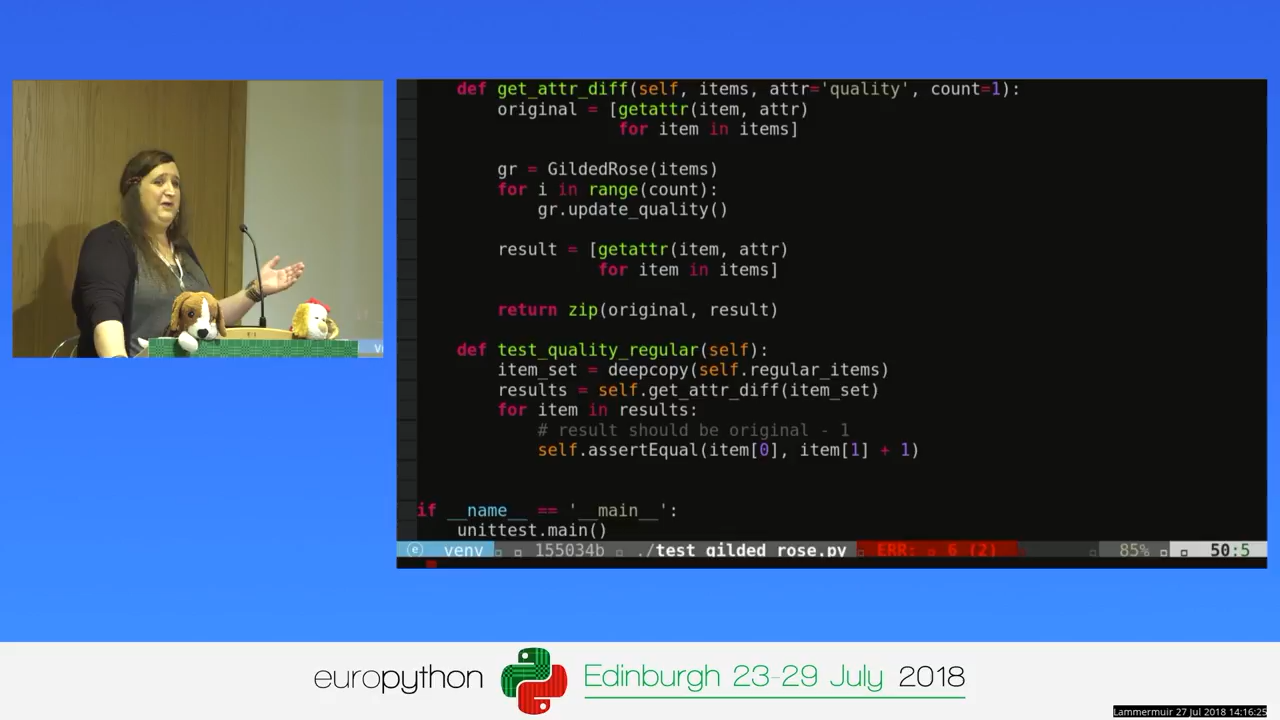 def get_attr_diff(self, items, attr='quality', count=1):
original = [getattr(item, attr)
for item in items]
gr = GildedRose(items)
for i in range(count):
gr.update_quality()
result = [getattr(item, attr)
for item in items]
return zip(original, result)
def test_quality_regular(self):
item_set = deepcopy(self.regular_items)
results = self.get_attr_diff(item_set)
for item in results:
# result should be original - 1
self.assertEqual(item[0], item[1] + 1)
if __name__ == '__main__':
unittest.main()
ⓔ venv 155034b ./test_gilded_rose.py ERR: 6 (2) 85% 50:5
europython Edinburgh 23-29 July 2018
Lammermuir 27 Jul 2018 14:16:25